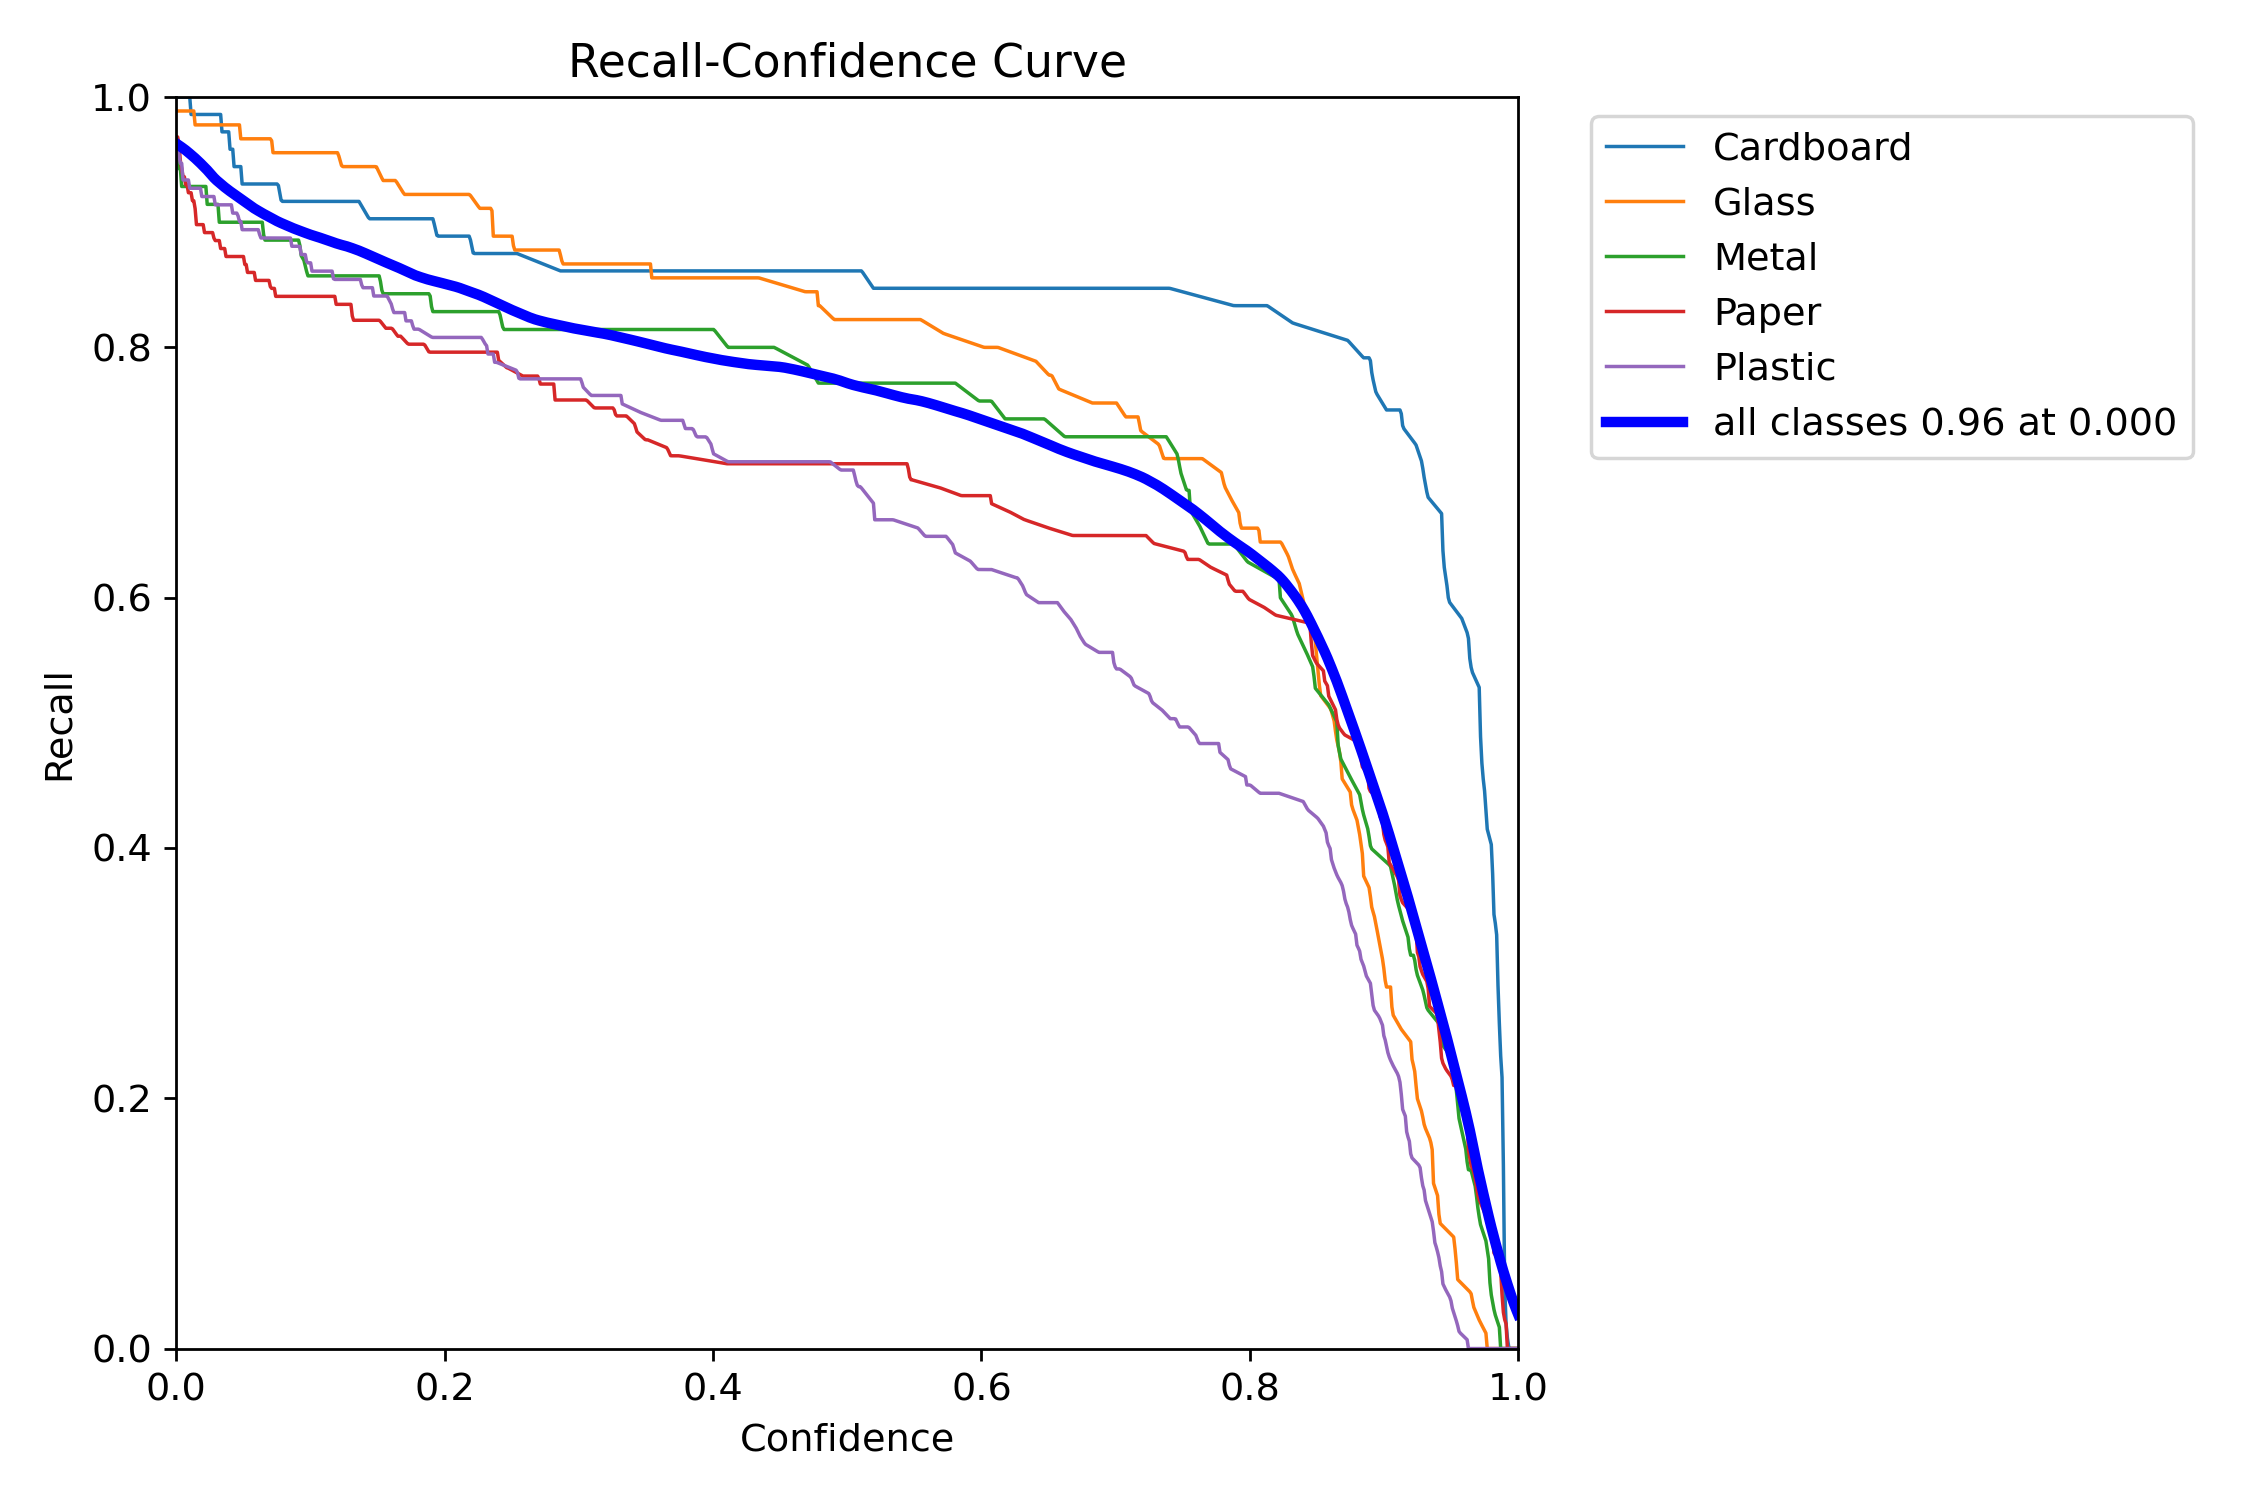 Recall-Confidence Curve
1.0
0.8
0.6
0.4
0.2
0.0
Recall
0.0 0.2 0.4 0.6 0.8 1.0
Confidence
Cardboard
Glass
Metal
Paper
Plastic
all classes 0.96 at 0.000